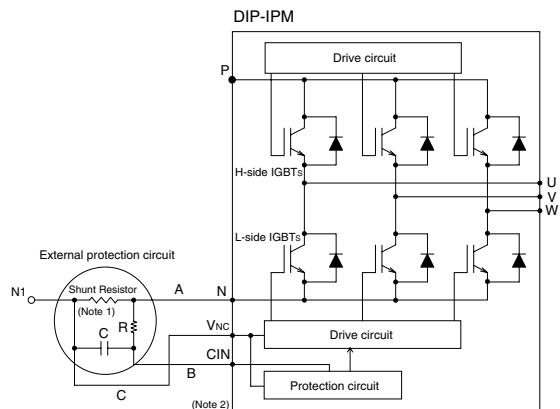 DIP-IPM
Drive circuit
P
H-side IGBTs
U
V
W
L-side IGBTs
External protection circuit
N1
Shunt Resistor
A
N
(Note 1)
R
VNC
Drive circuit
C
CIN
B
C
Protection circuit
(Note 2)